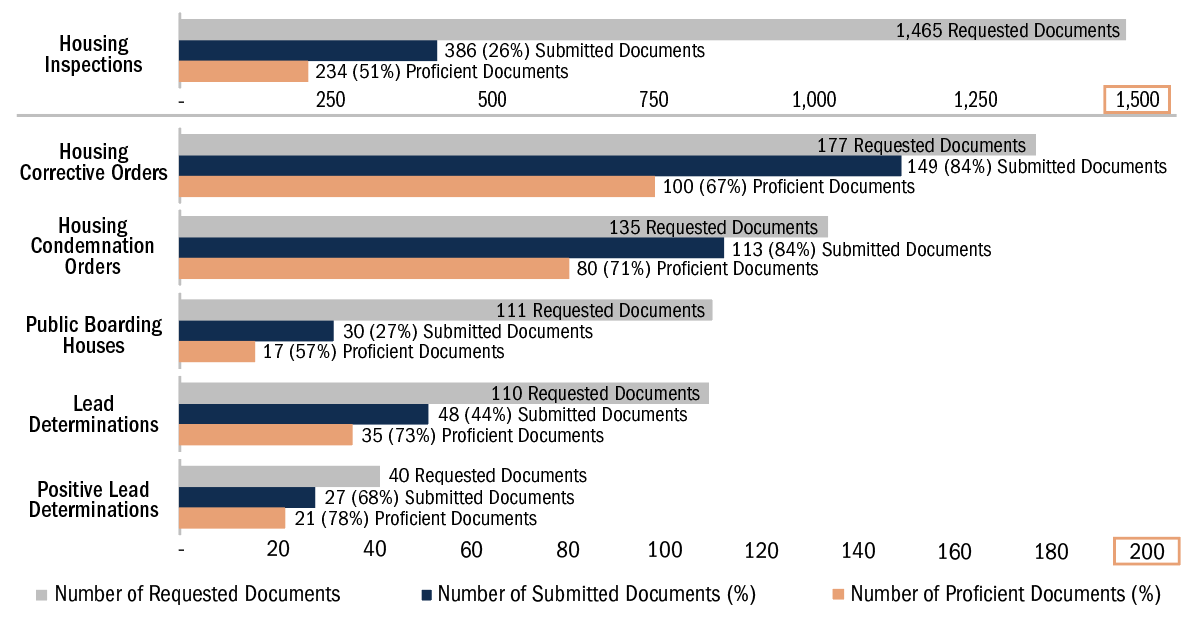 Housing
Inspections
1,465 Requested Documents
386 (26%) Submitted Documents
234 (51%) Proficient Documents
- 250 500 750 1,000 1,250 1,500
Housing
Corrective Orders
177 Requested Documents
149 (84%) Submitted Documents
100 (67%) Proficient Documents
Housing
Condemnation
Orders
135 Requested Documents
113 (84%) Submitted Documents
80 (71%) Proficient Documents
Public Boarding
Houses
111 Requested Documents
30 (27%) Submitted Documents
17 (57%) Proficient Documents
Lead
Determinations
110 Requested Documents
48 (44%) Submitted Documents
35 (73%) Proficient Documents
Positive Lead
Determinations
40 Requested Documents
27 (68%) Submitted Documents
21 (78%) Proficient Documents
- 20 40 60 80 100 120 140 160 180 200
Number of Requested Documents Number of Submitted Documents (%) Number of Proficient Documents (%)